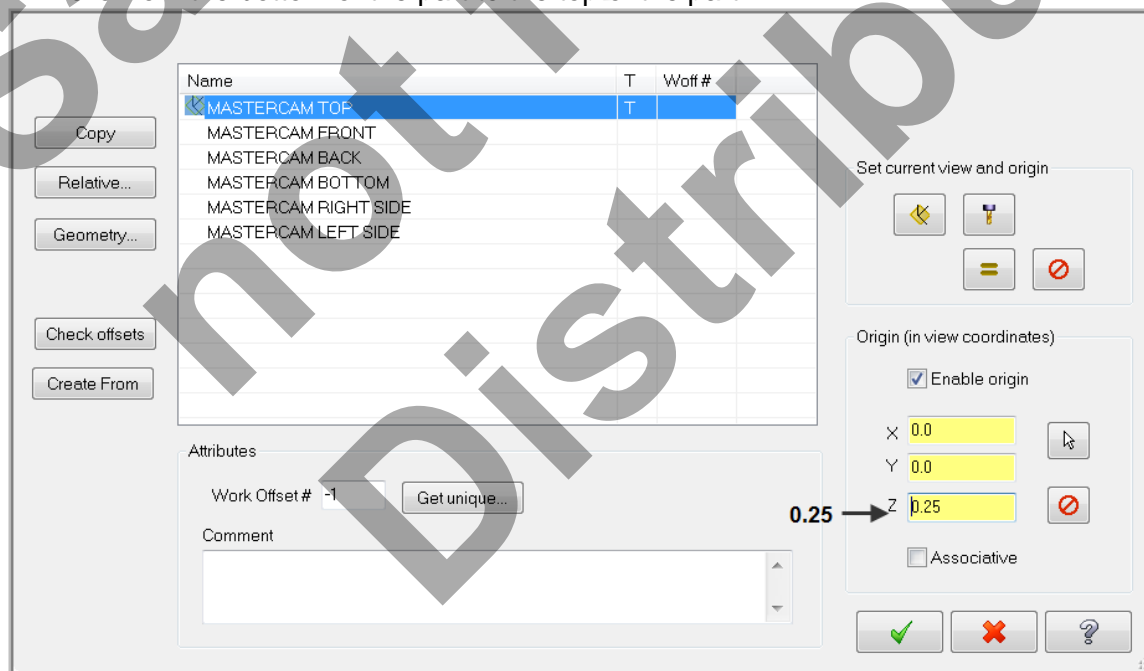 Name T Woff #
MASTERCAM TOP T
Copy
MASTERCAM FRONT
MASTERCAM BACK
Relative...
MASTERCAM BOTTOM
Set current view and origin
MASTERCAM RIGHT SIDE
Geometry...
MASTERCAM LEFT SIDE
Check offsets
Origin (in view coordinates)
Create From
Enable origin
X 0.0
Attributes
Y 0.0
Work Offset # -1 Get unique...
0.25 Z 0.25
Comment
Associative
not
Distribu